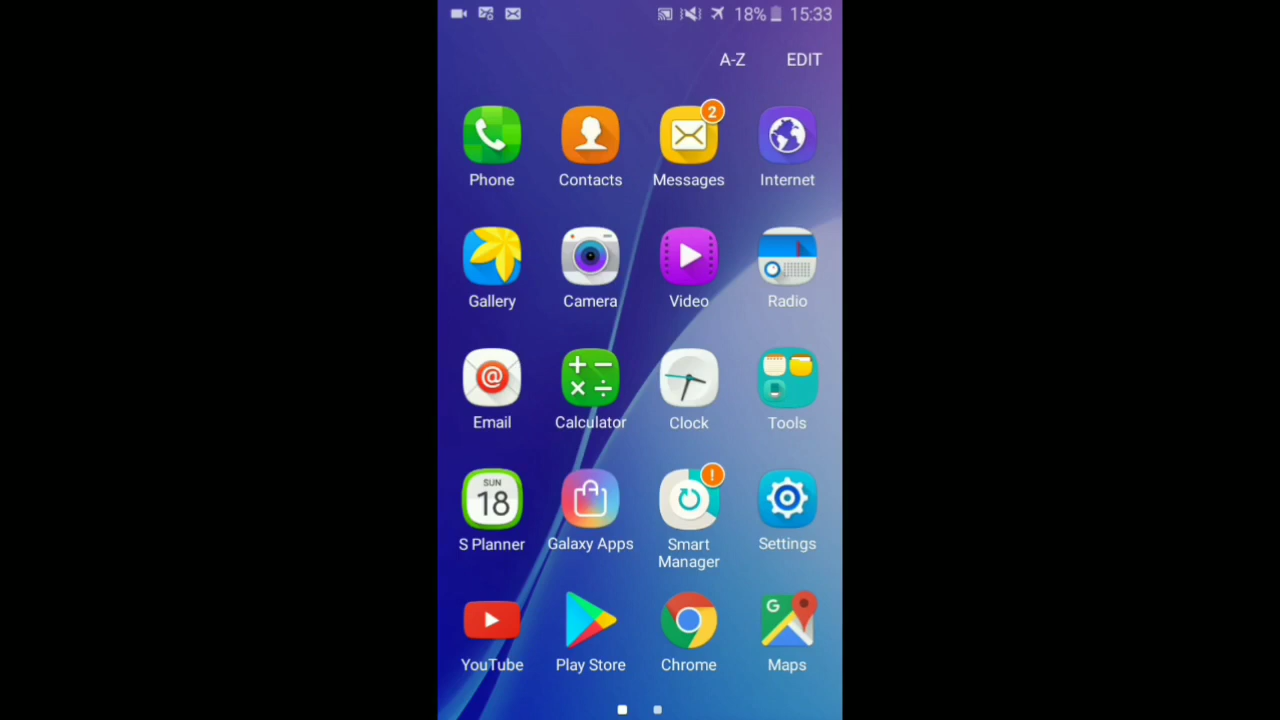 18% 15:33
A-Z EDIT
2
Phone Contacts Messages Internet
Gallery Camera Video Radio
@
Email Calculator Clock Tools
SUN
18
!
S Planner Galaxy Apps Smart Manager Settings
G
YouTube Play Store Chrome Maps